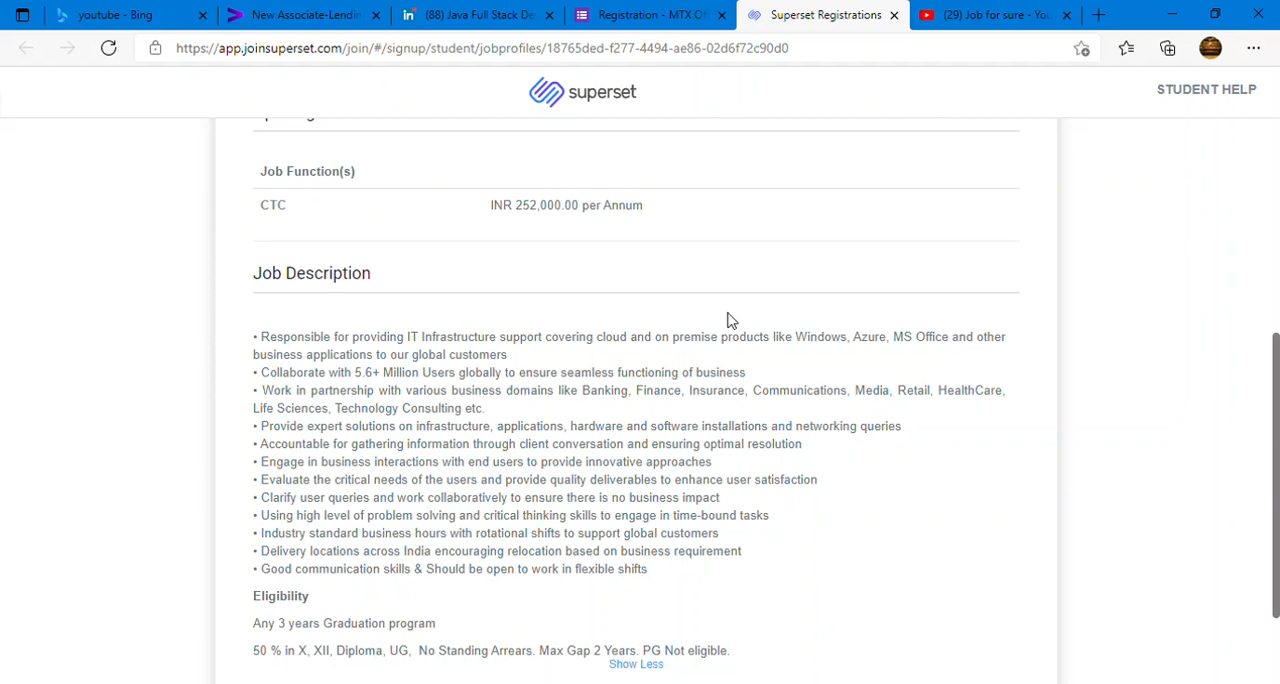 youtube - Bing
New Associate-Lendin
(88) Java Full Stack De
Registration - MTX Of
Superset Registrations
(29) Job for sure - You
https://app.joinsuperset.com/join/#/signup/student/jobprofiles/18765ded-f277-4494-ae86-02d6f72c90d0
superset
STUDENT HELP
Job Function(s)
CTC INR 252,000.00 per Annum
Job Description
• Responsible for providing IT Infrastructure support covering cloud and on premise products like Windows, Azure, MS Office and other
business applications to our global customers
• Collaborate with 5.6+ Million Users globally to ensure seamless functioning of business
• Work in partnership with various business domains like Banking, Finance, Insurance, Communications, Media, Retail, HealthCare,
Life Sciences, Technology Consulting etc.
• Provide expert solutions on infrastructure, applications, hardware and software installations and networking queries
• Accountable for gathering information through client conversation and ensuring optimal resolution
• Engage in business interactions with end users to provide innovative approaches
• Evaluate the critical needs of the users and provide quality deliverables to enhance user satisfaction
• Clarify user queries and work collaboratively to ensure there is no business impact
• Using high level of problem solving and critical thinking skills to engage in time-bound tasks
• Industry standard business hours with rotational shifts to support global customers
• Delivery locations across India encouraging relocation based on business requirement
• Good communication skills & Should be open to work in flexible shifts
Eligibility
Any 3 years Graduation program
50 % in X, XII, Diploma, UG, No Standing Arrears. Max Gap 2 Years. PG Not eligible.
Show Less